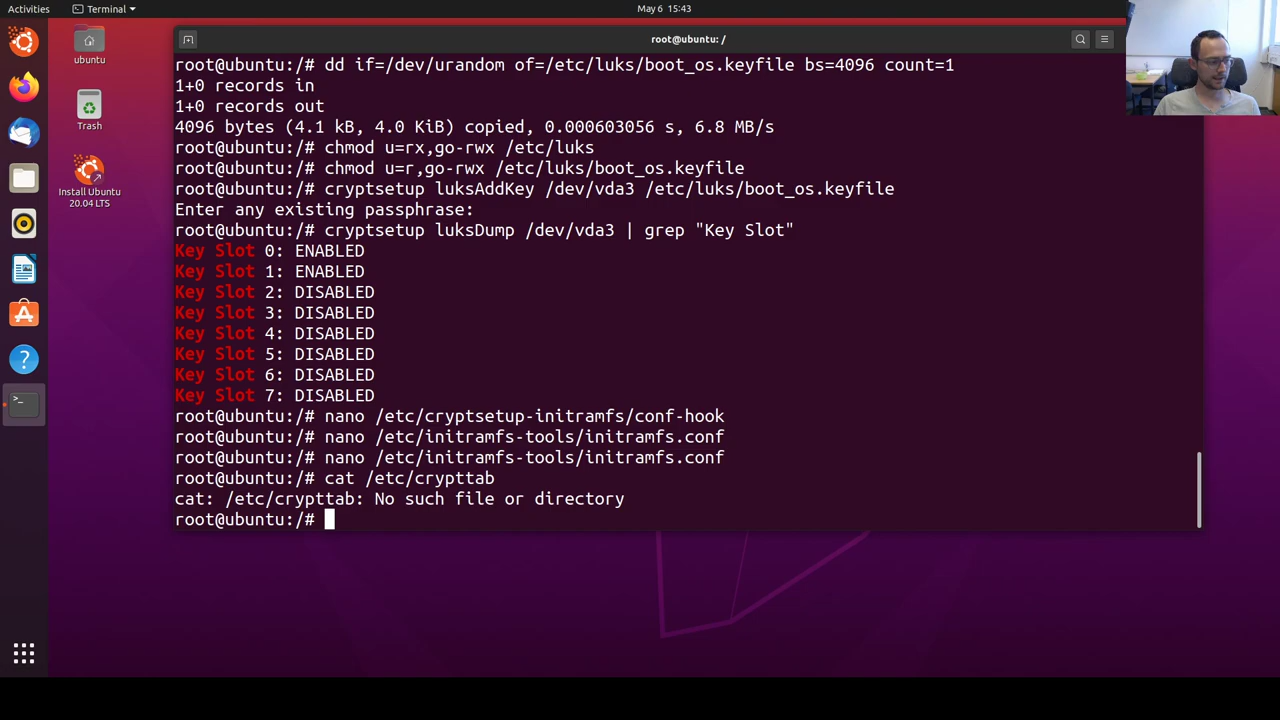 Activities
Terminal
May 6 15:43
root@ubuntu: /
ubuntu
Trash
Install Ubuntu
20.04 LTS
root@ubuntu:/# dd if=/dev/urandom of=/etc/luks/boot_os.keyfile bs=4096 count=1
1+0 records in
1+0 records out
4096 bytes (4.1 kB, 4.0 KiB) copied, 0.000603056 s, 6.8 MB/s
root@ubuntu:/# chmod u=rx,go-rwx /etc/luks
root@ubuntu:/# chmod u=r,go-rwx /etc/luks/boot_os.keyfile
root@ubuntu:/# cryptsetup luksAddKey /dev/vda3 /etc/luks/boot_os.keyfile
Enter any existing passphrase:
root@ubuntu:/# cryptsetup luksDump /dev/vda3 | grep "Key Slot"
Key Slot 0: ENABLED
Key Slot 1: ENABLED
Key Slot 2: DISABLED
Key Slot 3: DISABLED
Key Slot 4: DISABLED
Key Slot 5: DISABLED
Key Slot 6: DISABLED
Key Slot 7: DISABLED
root@ubuntu:/# nano /etc/cryptsetup-initramfs/conf-hook
root@ubuntu:/# nano /etc/initramfs-tools/initramfs.conf
root@ubuntu:/# nano /etc/initramfs-tools/initramfs.conf
root@ubuntu:/# cat /etc/crypttab
cat: /etc/crypttab: No such file or directory
root@ubuntu:/#